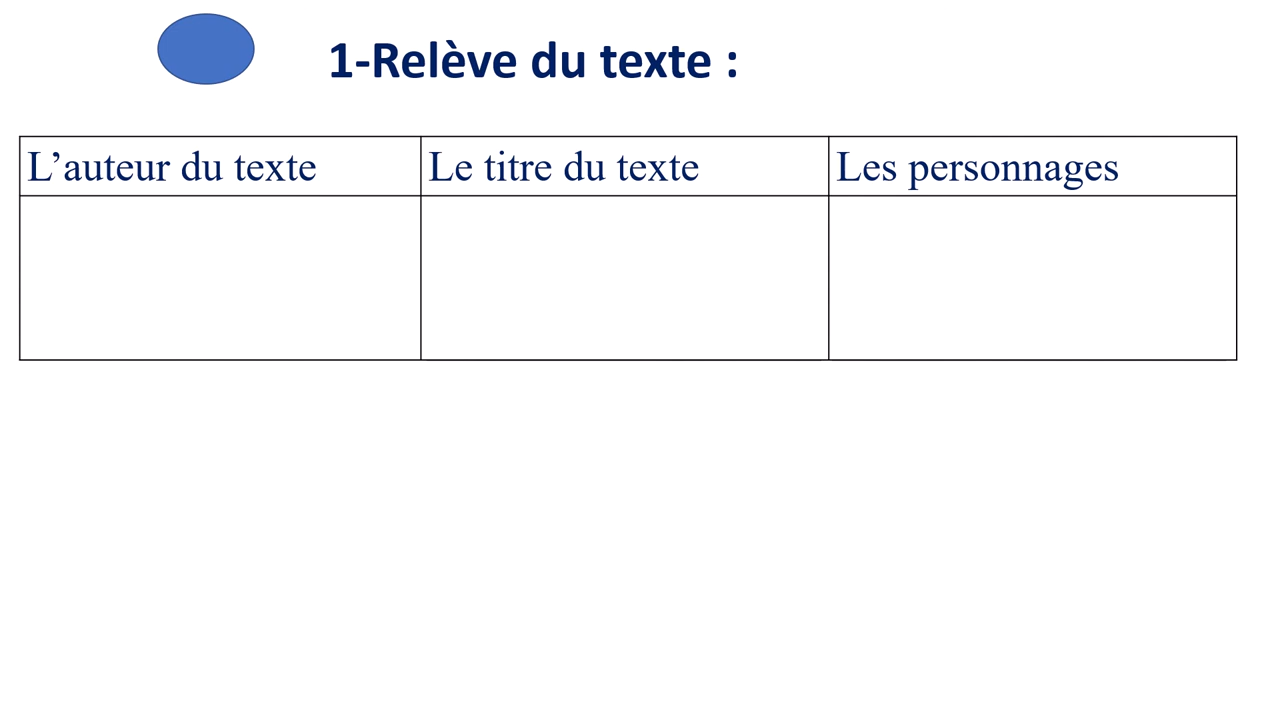 1-Relève du texte :
L’auteur du texte
Le titre du texte
Les personnages